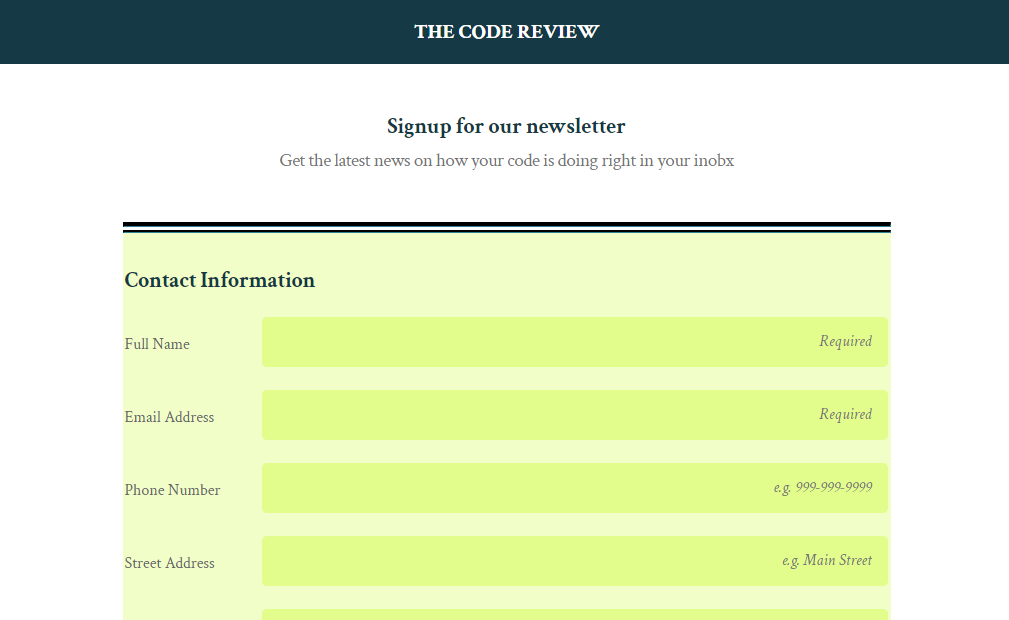 THE CODE REVIEW
Signup for our newsletter
Get the latest news on how your code is doing right in your inobx
Contact Information
Full Name
Required
Email Address
Required
Phone Number
e.g. 999-999-9999
Street Address
e.g. Main Street